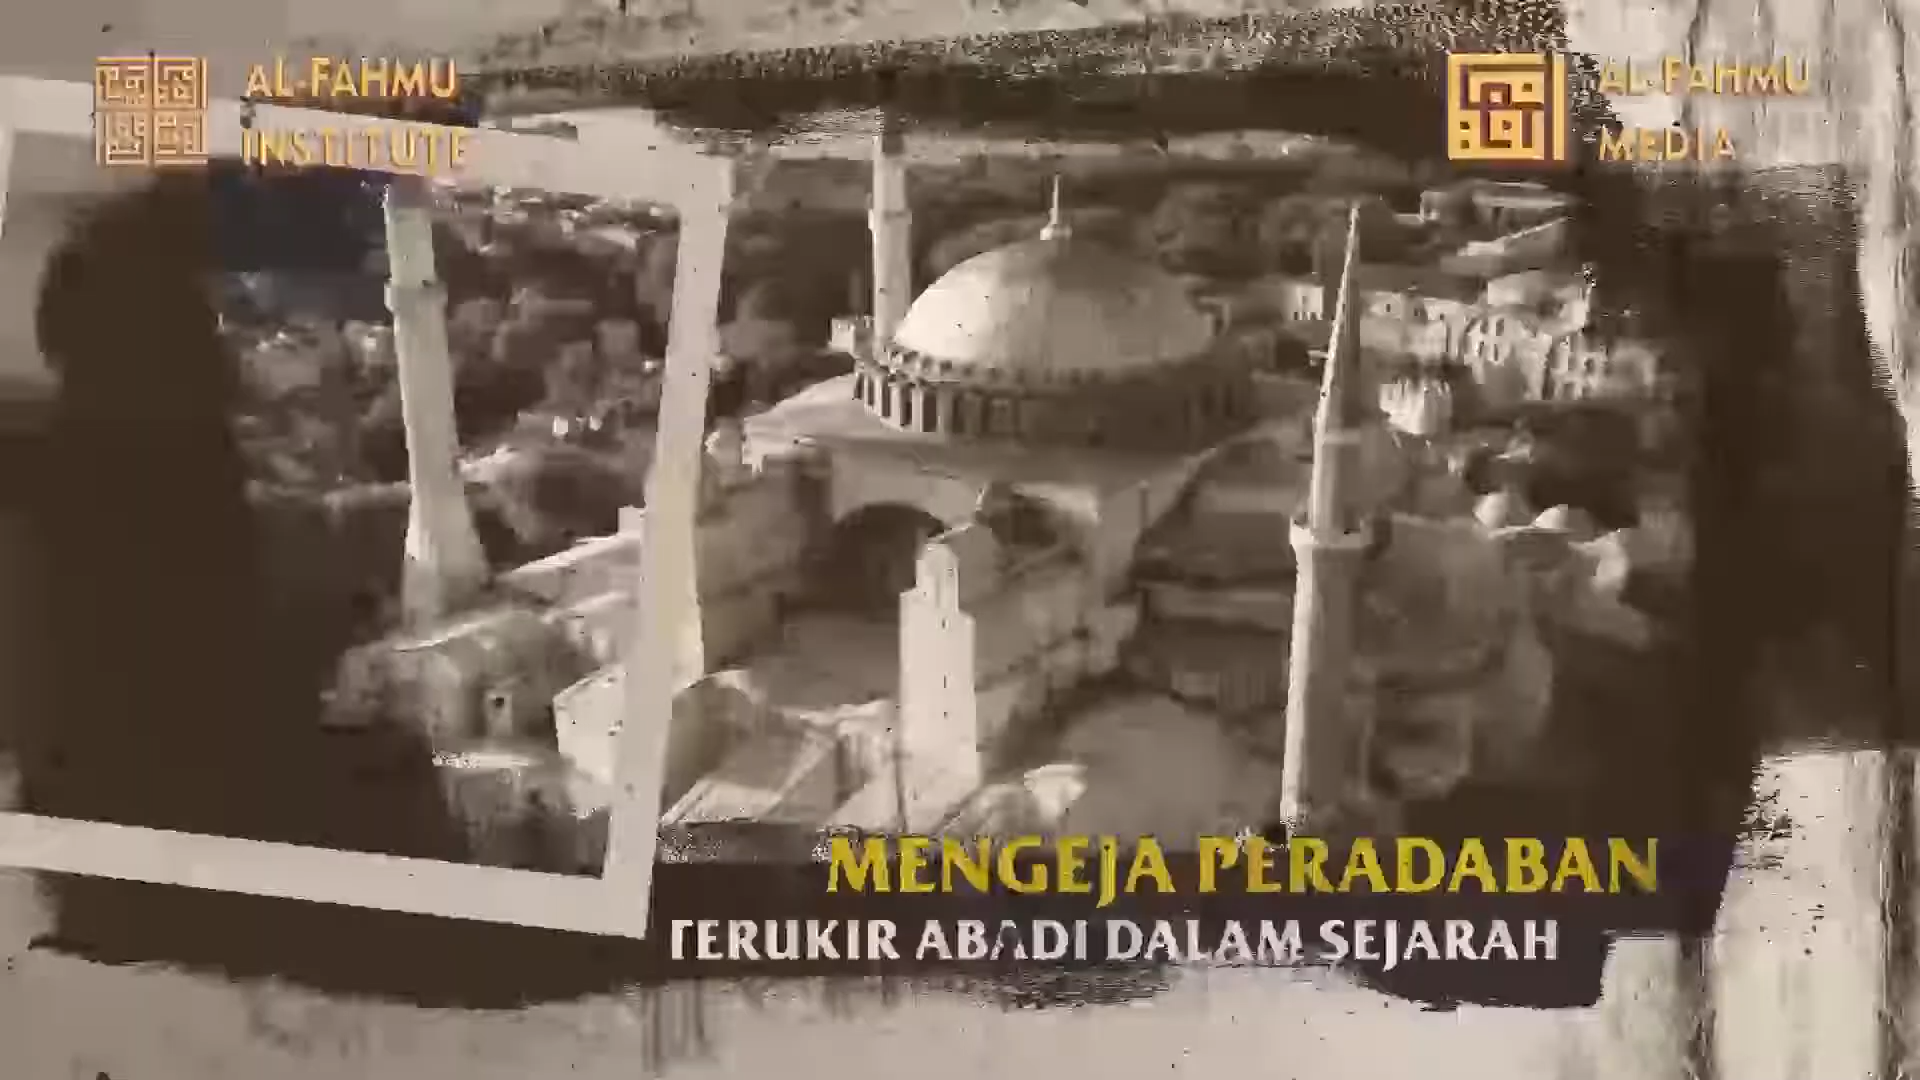 AL-FAHMU
INSTITUTE
AL-FAHMU
MEDIA
MENGEJA PERADABAN
TERUKIR ABADI DALAM SEJARAH